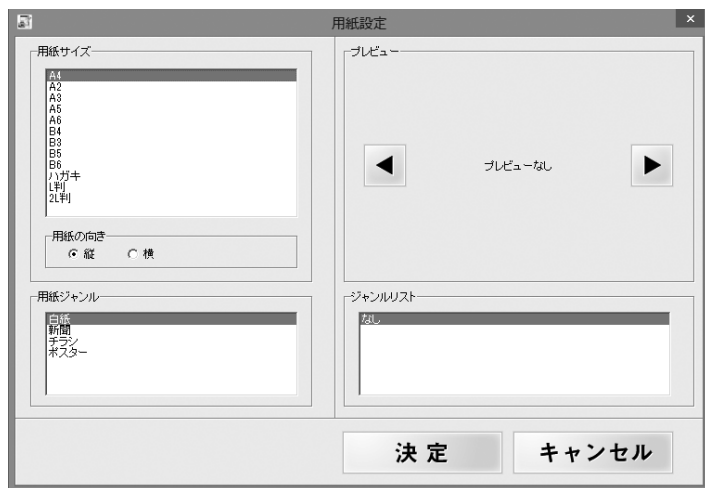 用紙設定
用紙サイズ
A4
A2
A3
A5
A6
B4
B3
B5
B6
ハガキ
L判
2L判
用紙の向き
縦
横
プレビュー
プレビューなし
用紙ジャンル
白紙
新聞
チラシ
ポスター
ジャンルリスト
なし
決定
キャンセル